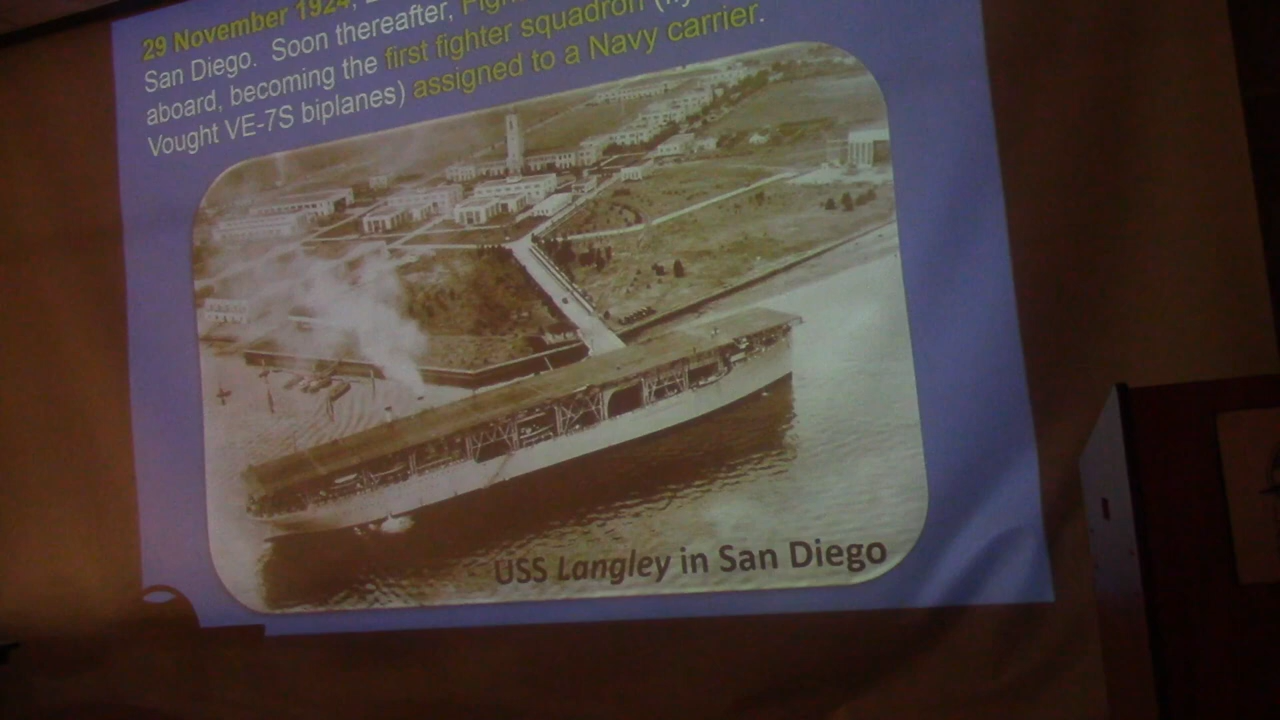 29 November 1924,
San Diego. Soon thereafter,
aboard, becoming the first fighter squadron
Vought VE-7S biplanes) assigned to a Navy carrier.
USS Langley in San Diego